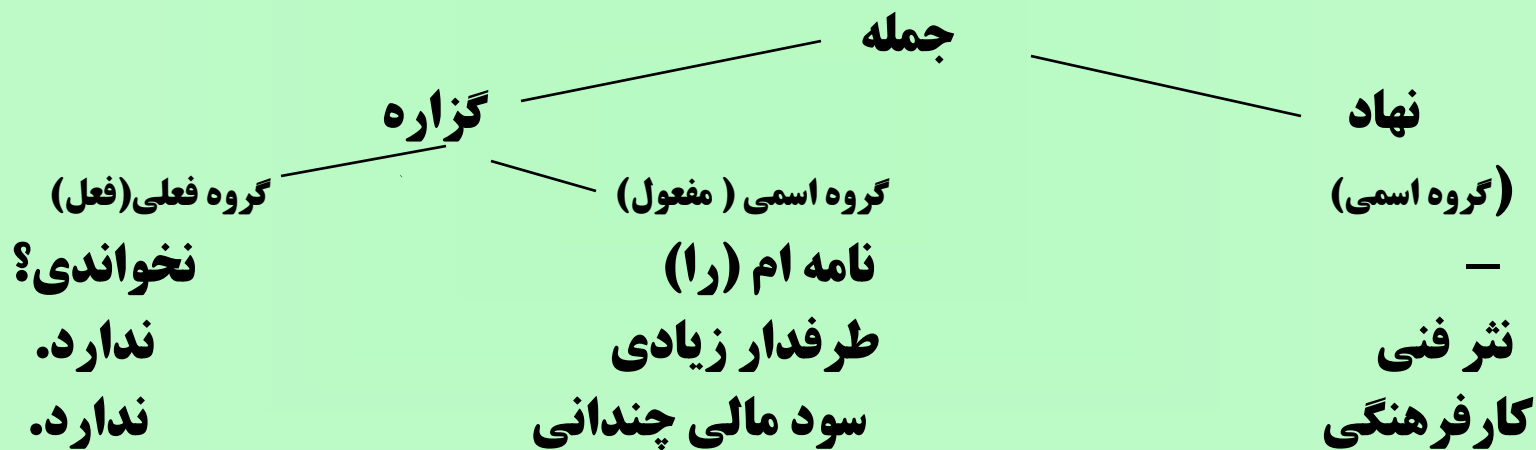 جمله
نهاد گزاره
(گروه اسمی) گروه اسمی ( مفعول) گروه فعلی(فعل)
– نامه ام (را) نخواندی؟
نثر فنی طرفدار زیادی ندارد.
کارفرهنگی سود مالی چندانی ندارد.